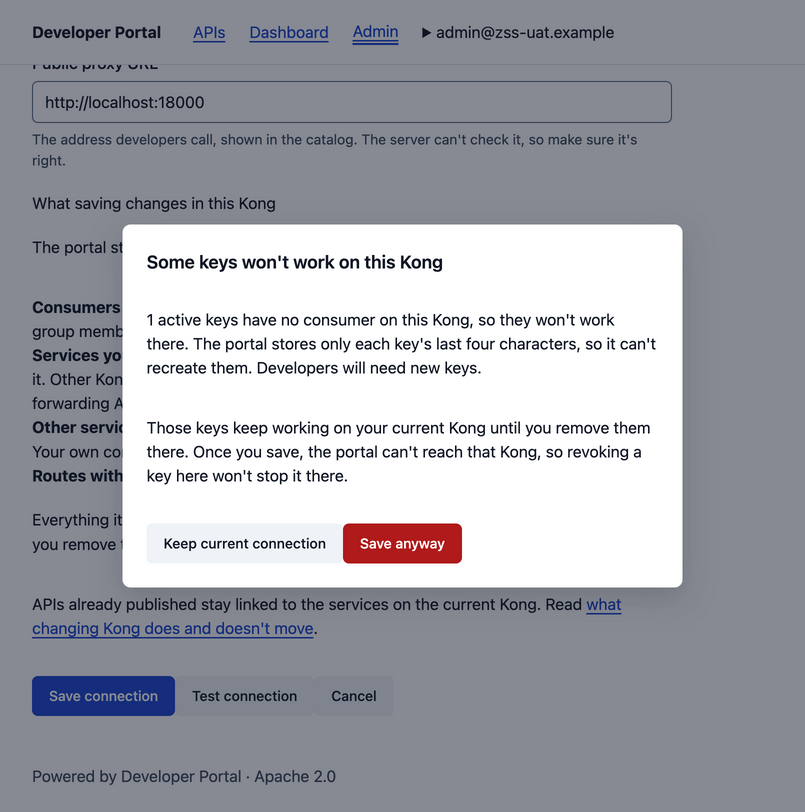 Developer Portal APIs Dashboard Admin ▶ admin@zss-uat.example
Public proxy URL
http://localhost:18000
The address developers call, shown in the catalog. The server can't check it, so make sure it's
right.
What saving changes in this Kong
The portal st
Consumers
group memb
Services yo
it. Other Kon
forwarding A
Other servic
Your own co
Routes with
Everything it
you remove
Some keys won't work on this Kong
1 active keys have no consumer on this Kong, so they won't work
there. The portal stores only each key's last four characters, so it can't
recreate them. Developers will need new keys.
Those keys keep working on your current Kong until you remove them
there. Once you save, the portal can't reach that Kong, so revoking a
key here won't stop it there.
Keep current connection Save anyway
APIs already published stay linked to the services on the current Kong. Read what
changing Kong does and doesn't move.
Save connection Test connection Cancel
Powered by Developer Portal · Apache 2.0